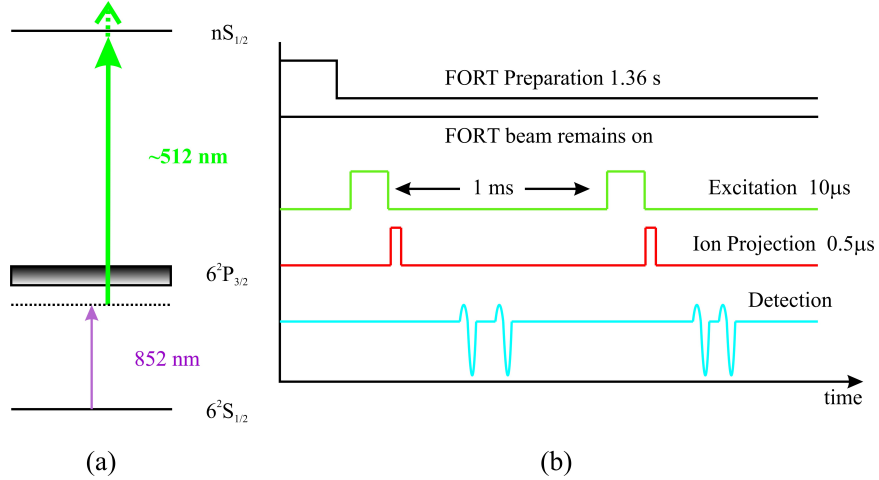 nS₁/₂
~512 nm
6²P₃/₂
852 nm
6²S₁/₂
(a)
FORT Preparation 1.36 s
FORT beam remains on
1 ms
Excitation 10μs
Ion Projection 0.5μs
Detection
time
(b)